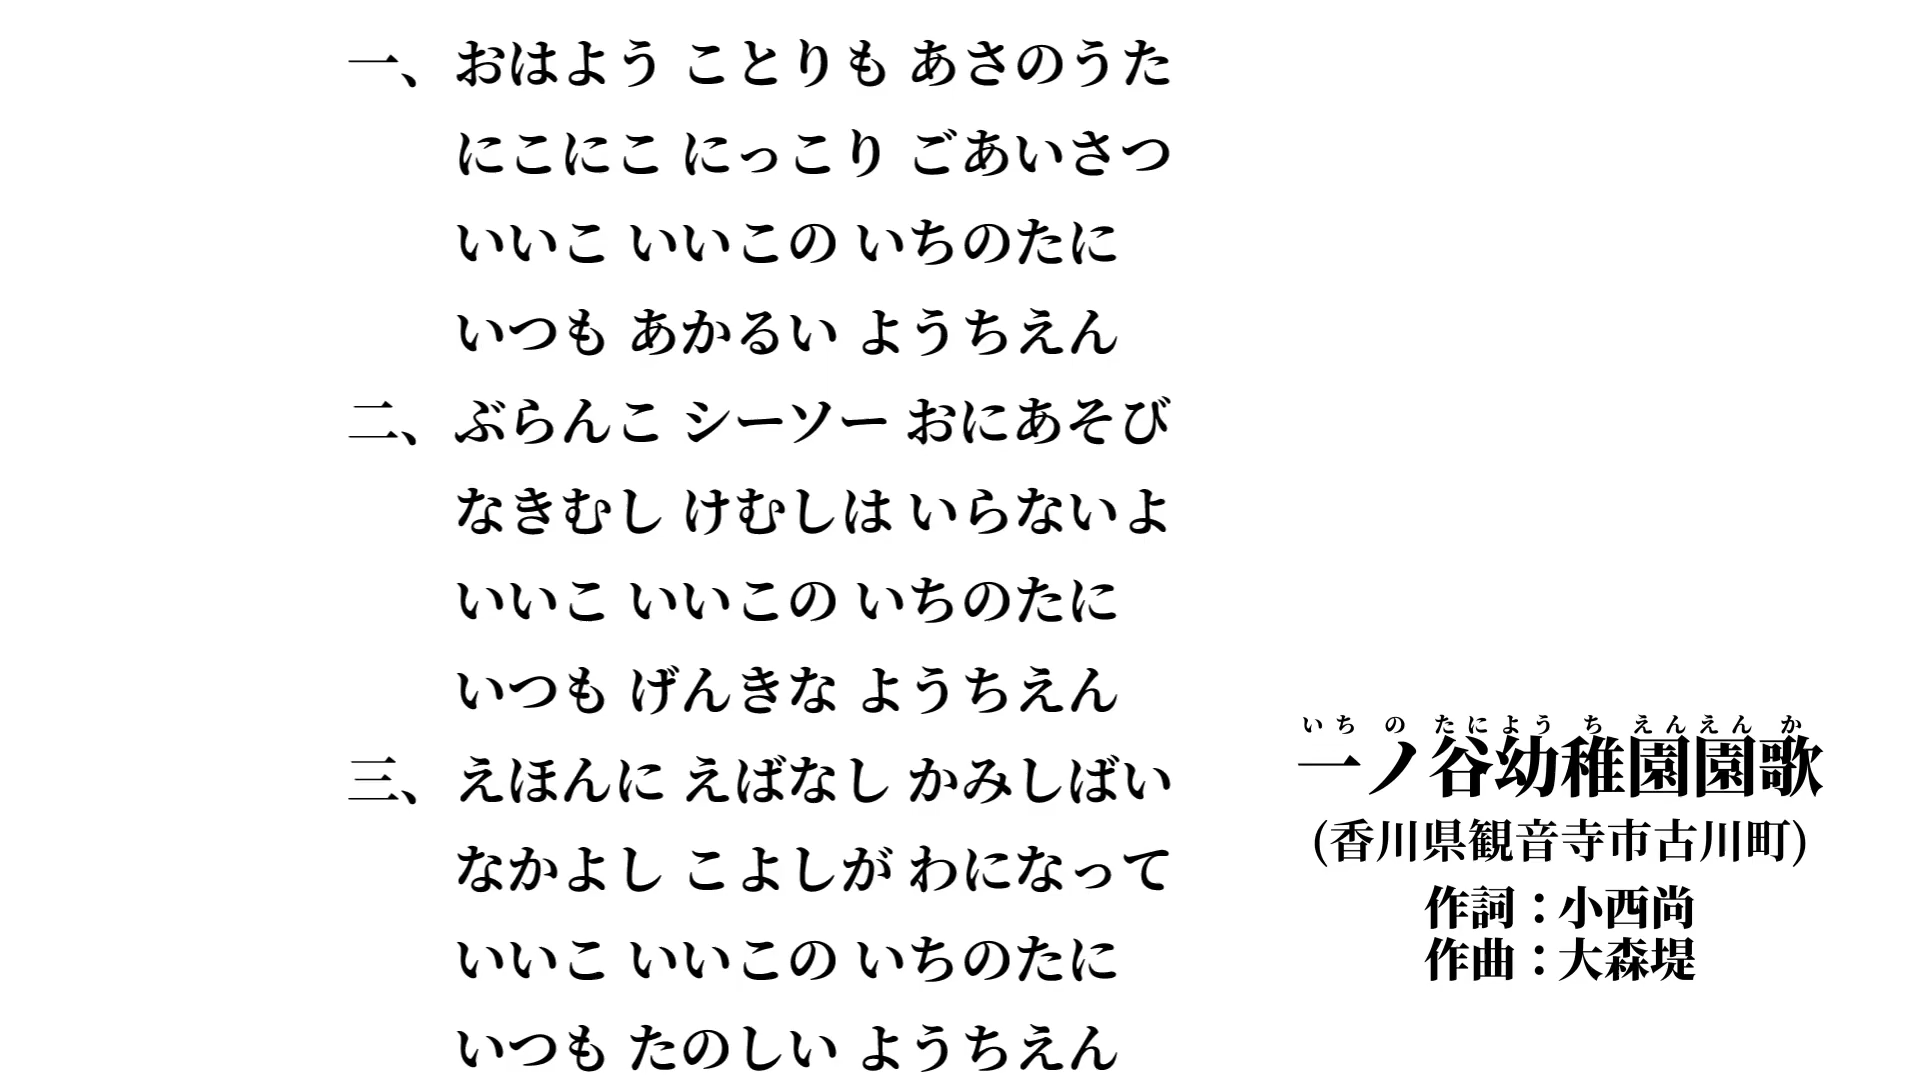 一、おはよう ことりも あさのうた
にこにこ にっこり ごあいさつ
いいこ いいこの いちのたに
いつも あかるい ようちえん
二、ぶらんこ シーソー おにあそび
なきむし けむしは いらないよ
いいこ いいこの いちのたに
いつも げんきな ようちえん
三、えほんに えばなし かみしばい
なかよし こよしが わになって
いいこ いいこの いちのたに
いつも たのしい ようちえん
いちのたにようちえんえんか
一ノ谷幼稚園園歌
(香川県観音寺市古川町)
作詞：小西尚
作曲：大森堤